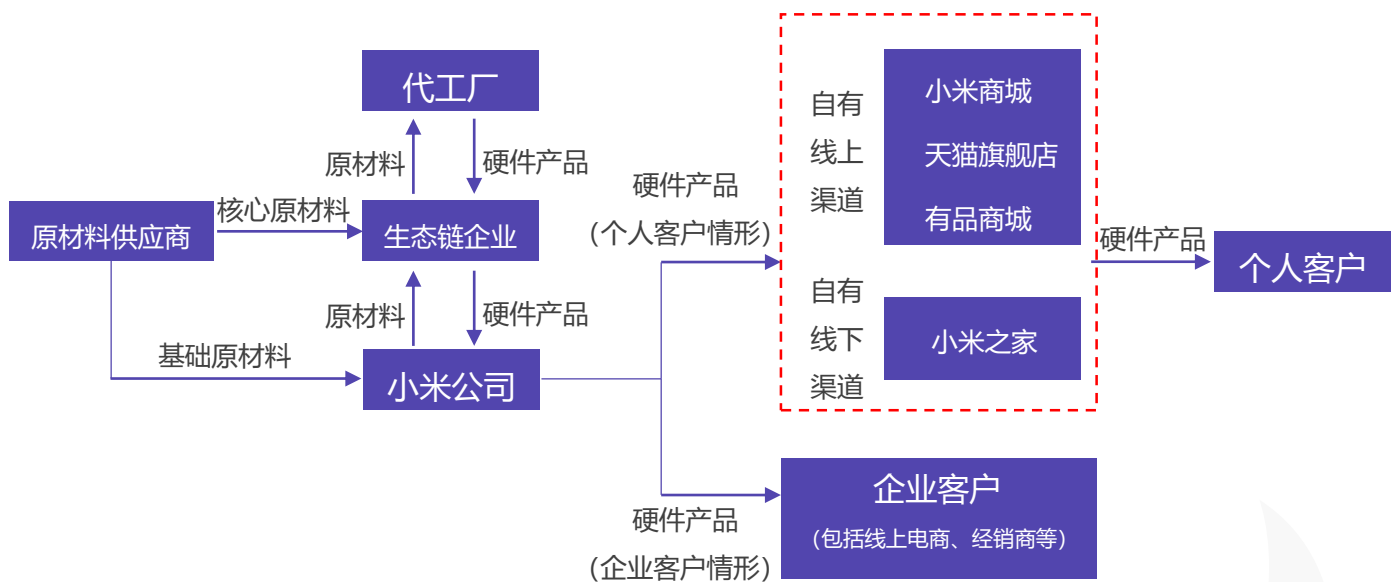 代工厂
原材料
硬件产品
核心原材料
原材料供应商
生态链企业
原材料
硬件产品
基础原材料
小米公司
硬件产品
（个人客户情形）
自有
线上
渠道
小米商城
天猫旗舰店
有品商城
自有
线下
渠道
小米之家
硬件产品
个人客户
硬件产品
（企业客户情形）
企业客户
（包括线上电商、经销商等）